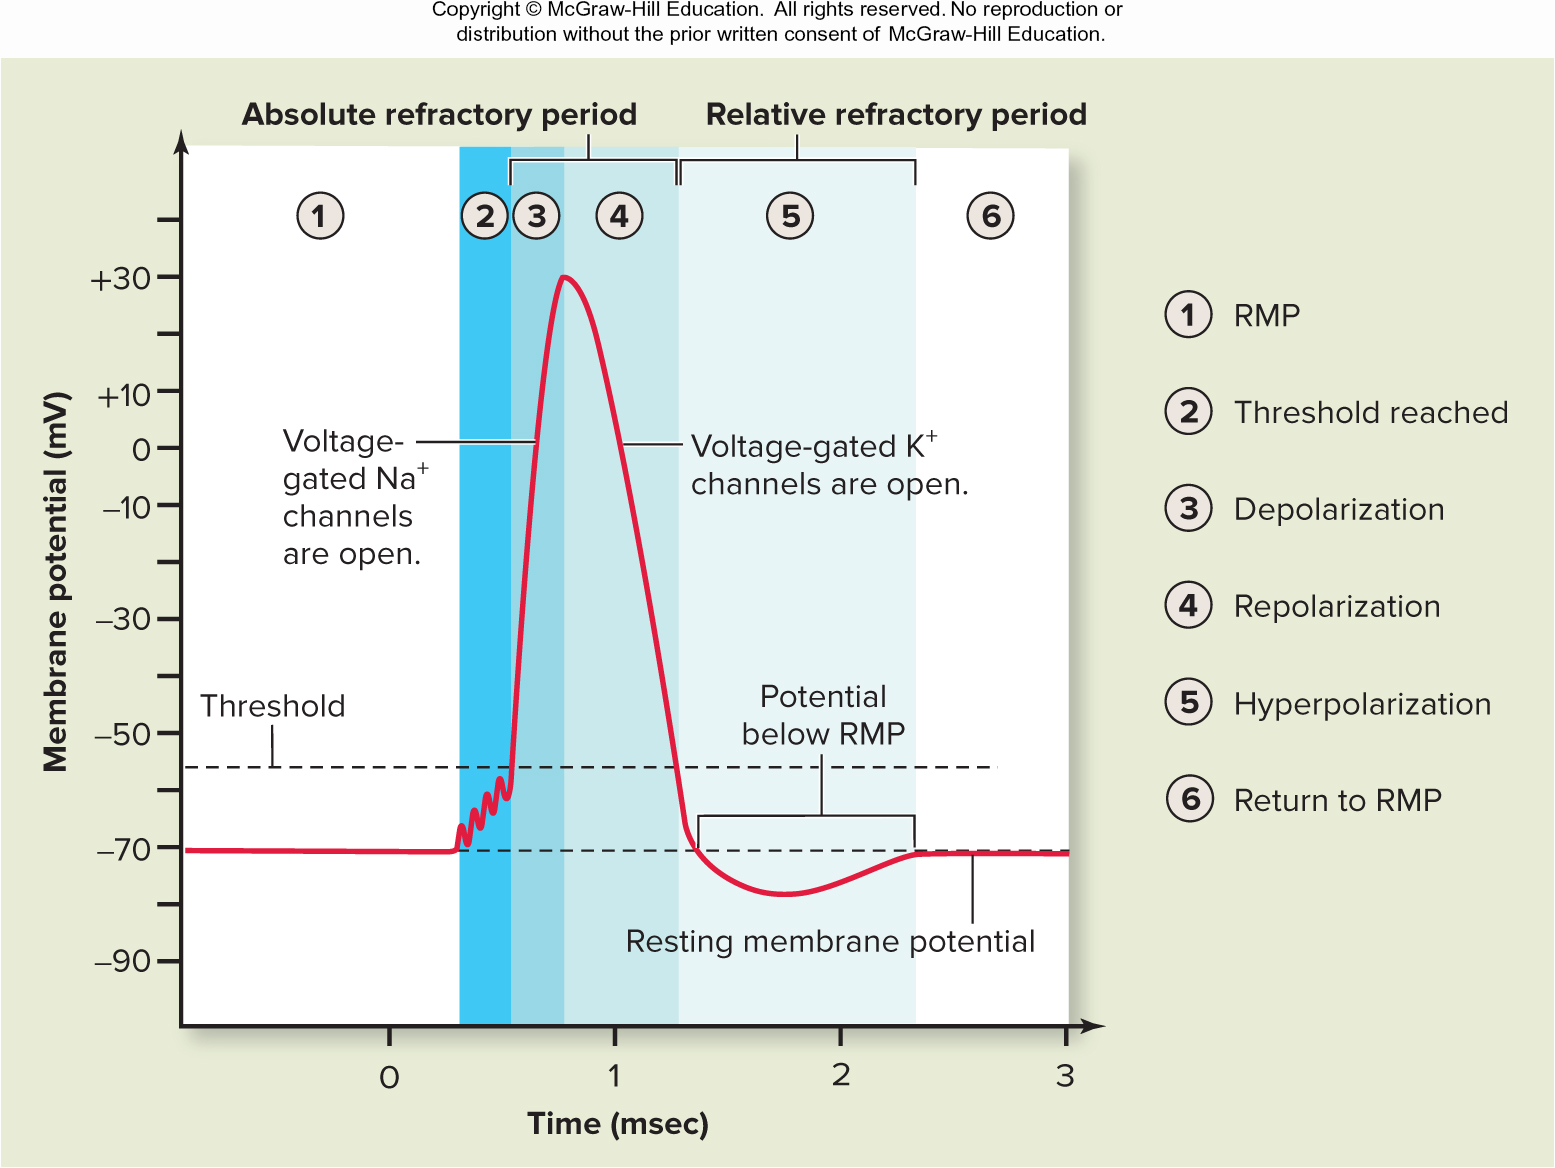 Copyright © McGraw-Hill Education. All rights reserved. No reproduction or
distribution without the prior written consent of McGraw-Hill Education.
Absolute refractory period
Relative refractory period
1
2
3
4
5
6
+30
+10
0
–10
–30
–50
–70
–90
Membrane potential (mV)
Voltage-
gated Na+
channels
are open.
Voltage-gated K+
channels are open.
Threshold
Potential
below RMP
Resting membrane potential
0
1
2
3
Time (msec)
1 RMP
2 Threshold reached
3 Depolarization
4 Repolarization
5 Hyperpolarization
6 Return to RMP